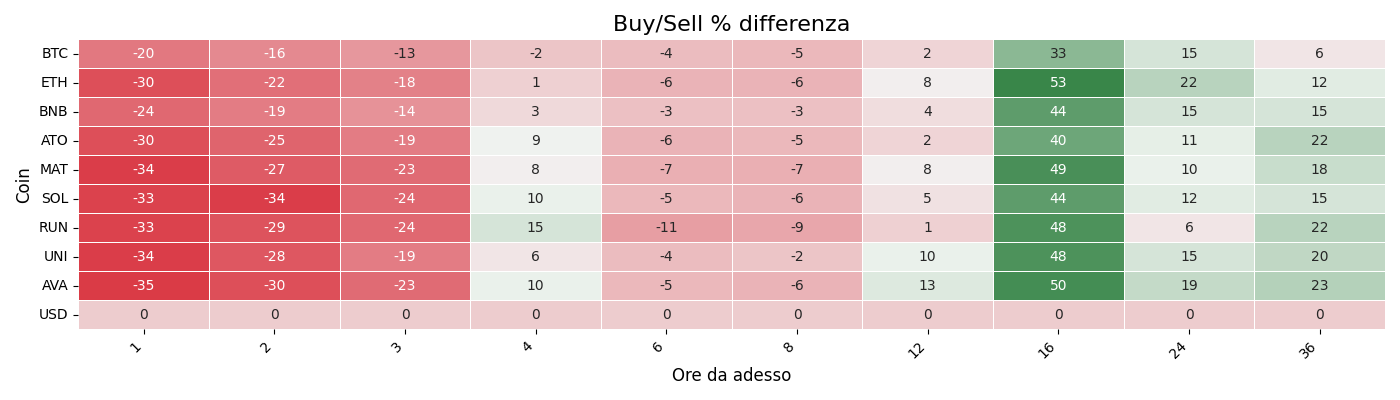 Buy/Sell % differenza
Coin
BTC -20 -16 -13 -2 -4 -5 2 33 15 6
ETH -30 -22 -18 1 -6 -6 8 53 22 12
BNB -24 -19 -14 3 -3 -3 4 44 15 15
ATO -30 -25 -19 9 -6 -5 2 40 11 22
MAT -34 -27 -23 8 -7 -7 8 49 10 18
SOL -33 -34 -24 10 -5 -6 5 44 12 15
RUN -33 -29 -24 15 -11 -9 1 48 6 22
UNI -34 -28 -19 6 -4 -2 10 48 15 20
AVA -35 -30 -23 10 -5 -6 13 50 19 23
USD 0 0 0 0 0 0 0 0 0 0
1 2 3 4 6 8 12 16 24 36
Ore da adesso